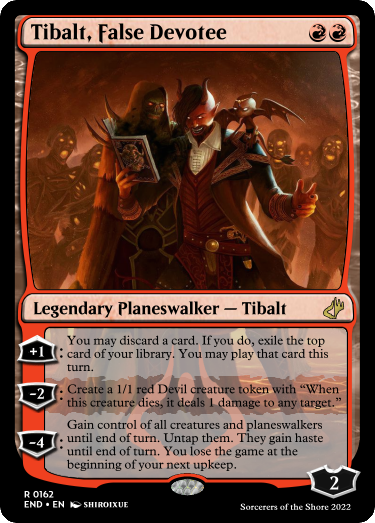 Tibalt, False Devotee
Legendary Planeswalker — Tibalt
+1 : You may discard a card. If you do, exile the top
card of your library. You may play that card this
turn.
-2 : Create a 1/1 red Devil creature token with “When
this creature dies, it deals 1 damage to any target.”
-4 : Gain control of all creatures and planeswalkers
until end of turn. Untap them. They gain haste
until end of turn. You lose the game at the
beginning of your next upkeep.
2
R 0162
END • EN SHIROIXUE
Sorcerers of the Shore 2022